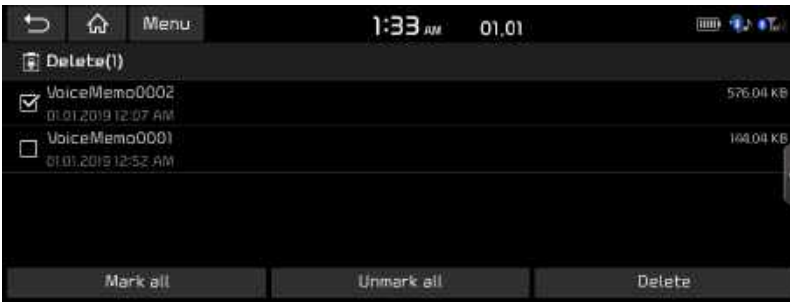 Menu 1:33 AM 01.01
Delete(1)
VoiceMemo0002 576.04 KB
01.01.2019 12:07 AM
VoiceMemo0001 144.04 KB
01.01.2019 12:52 AM
Mark all Unmark all Delete